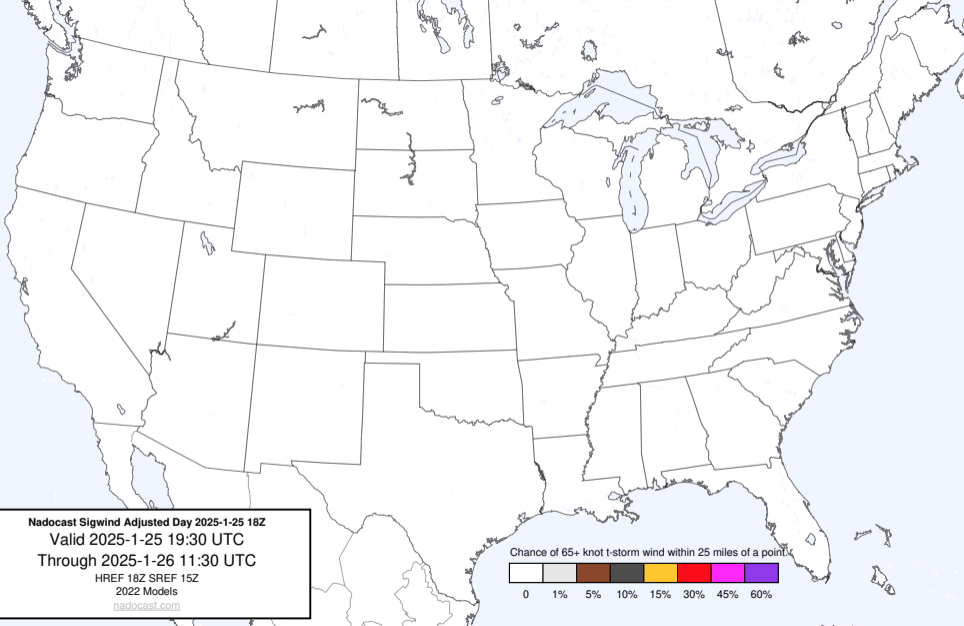 Nadocast Sigwind Adjusted Day 2025-1-25 18Z
Valid 2025-1-25 19:30 UTC
Through 2025-1-26 11:30 UTC
HREF 18Z SREF 15Z
2022 Models
nadocast.com
Chance of 65+ knot t-storm wind within 25 miles of a point.
0 1% 5% 10% 15% 30% 45% 60%